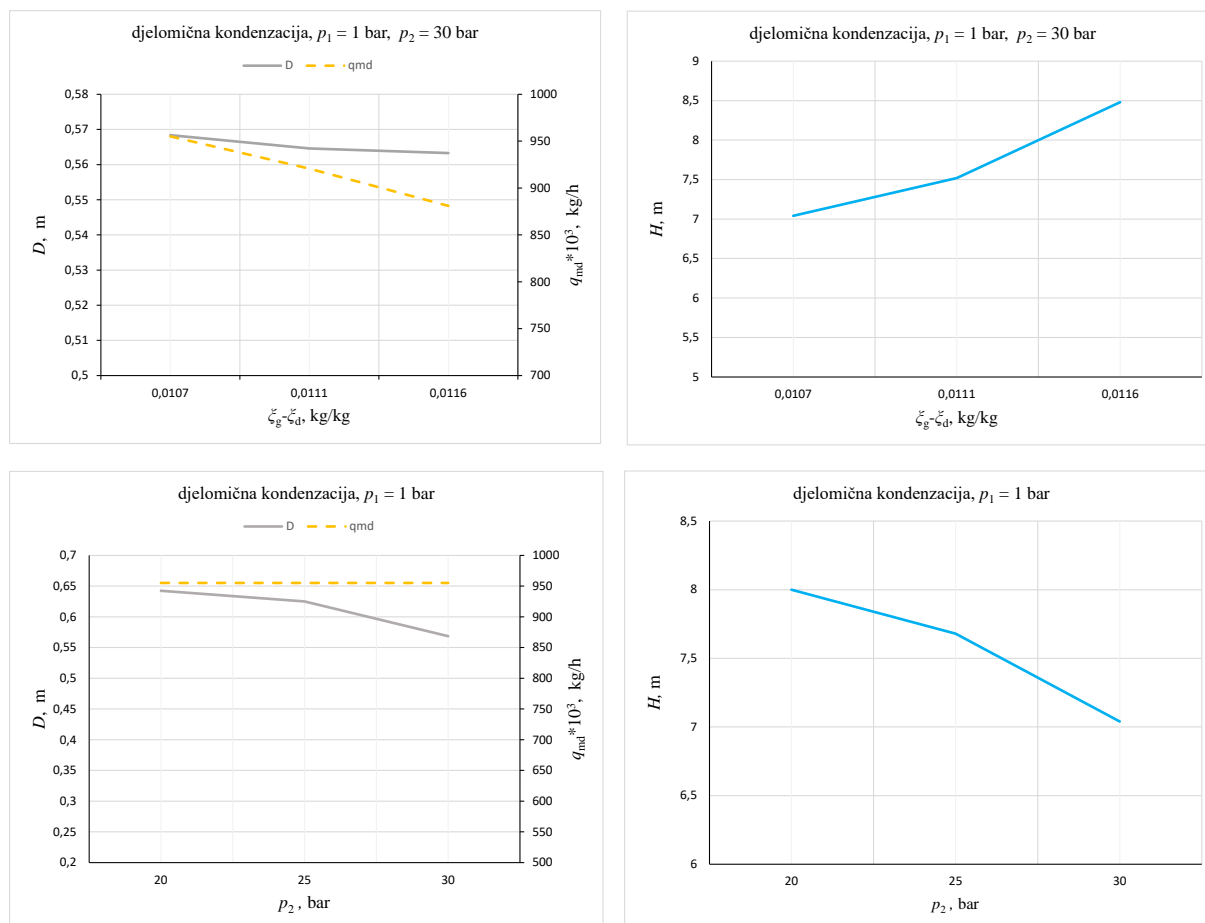 djelomična kondenzacija, p₁ = 1 bar, p₂ = 30 bar
D qmd
0,58
0,57
0,56
0,55
0,54
0,53
0,52
0,51
0,5
D, m
1000
950
900
850
800
750
700
qmd*10³, kg/h
0,0107 0,0111 0,0116
ξg-ξd, kg/kg
djelomična kondenzacija, p₁ = 1 bar, p₂ = 30 bar
9
8,5
8
7,5
7
6,5
6
5,5
5
H, m
0,0107 0,0111 0,0116
ξg-ξd, kg/kg
djelomična kondenzacija, p₁ = 1 bar
D qmd
0,7
0,65
0,6
0,55
0,5
0,45
0,4
0,35
0,3
0,25
0,2
D, m
1000
950
900
850
800
750
700
650
600
550
500
qmd*10³, kg/h
20 25 30
p₂ , bar
djelomična kondenzacija, p₁ = 1 bar
8,5
8
7,5
7
6,5
6
H, m
20 25 30
p₂ , bar